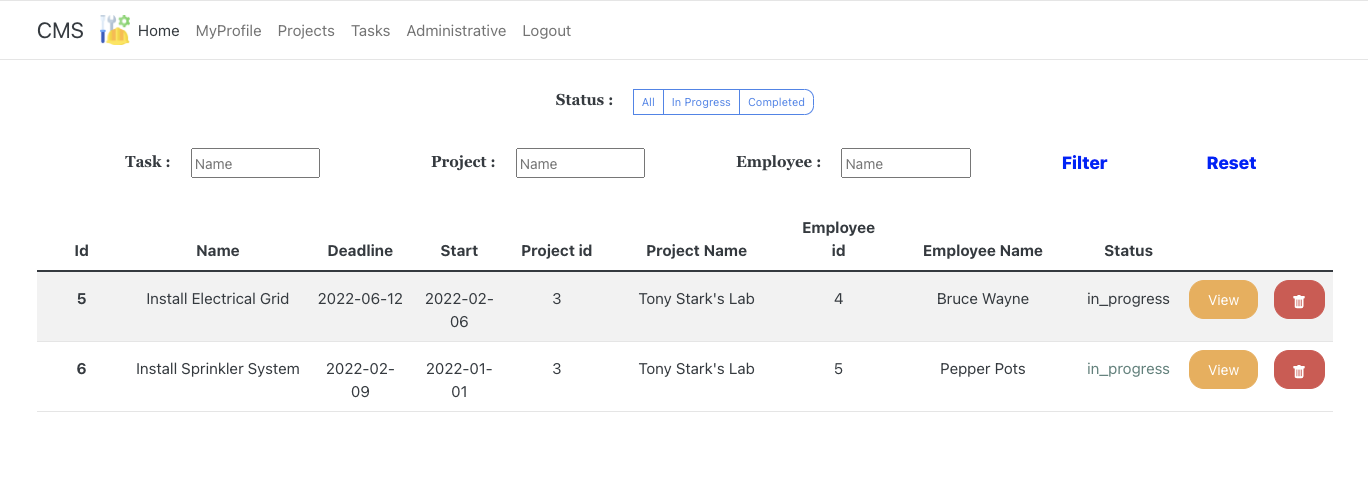 CMS Home MyProfile Projects Tasks Administrative Logout
Status : All In Progress Completed
Task : Name Project : Name Employee : Name Filter Reset
Id Name Deadline Start Project id Project Name Employee id Employee Name Status
5 Install Electrical Grid 2022-06-12 2022-02-06 3 Tony Stark's Lab 4 Bruce Wayne in_progress View
6 Install Sprinkler System 2022-02-09 2022-01-01 3 Tony Stark's Lab 5 Pepper Pots in_progress View